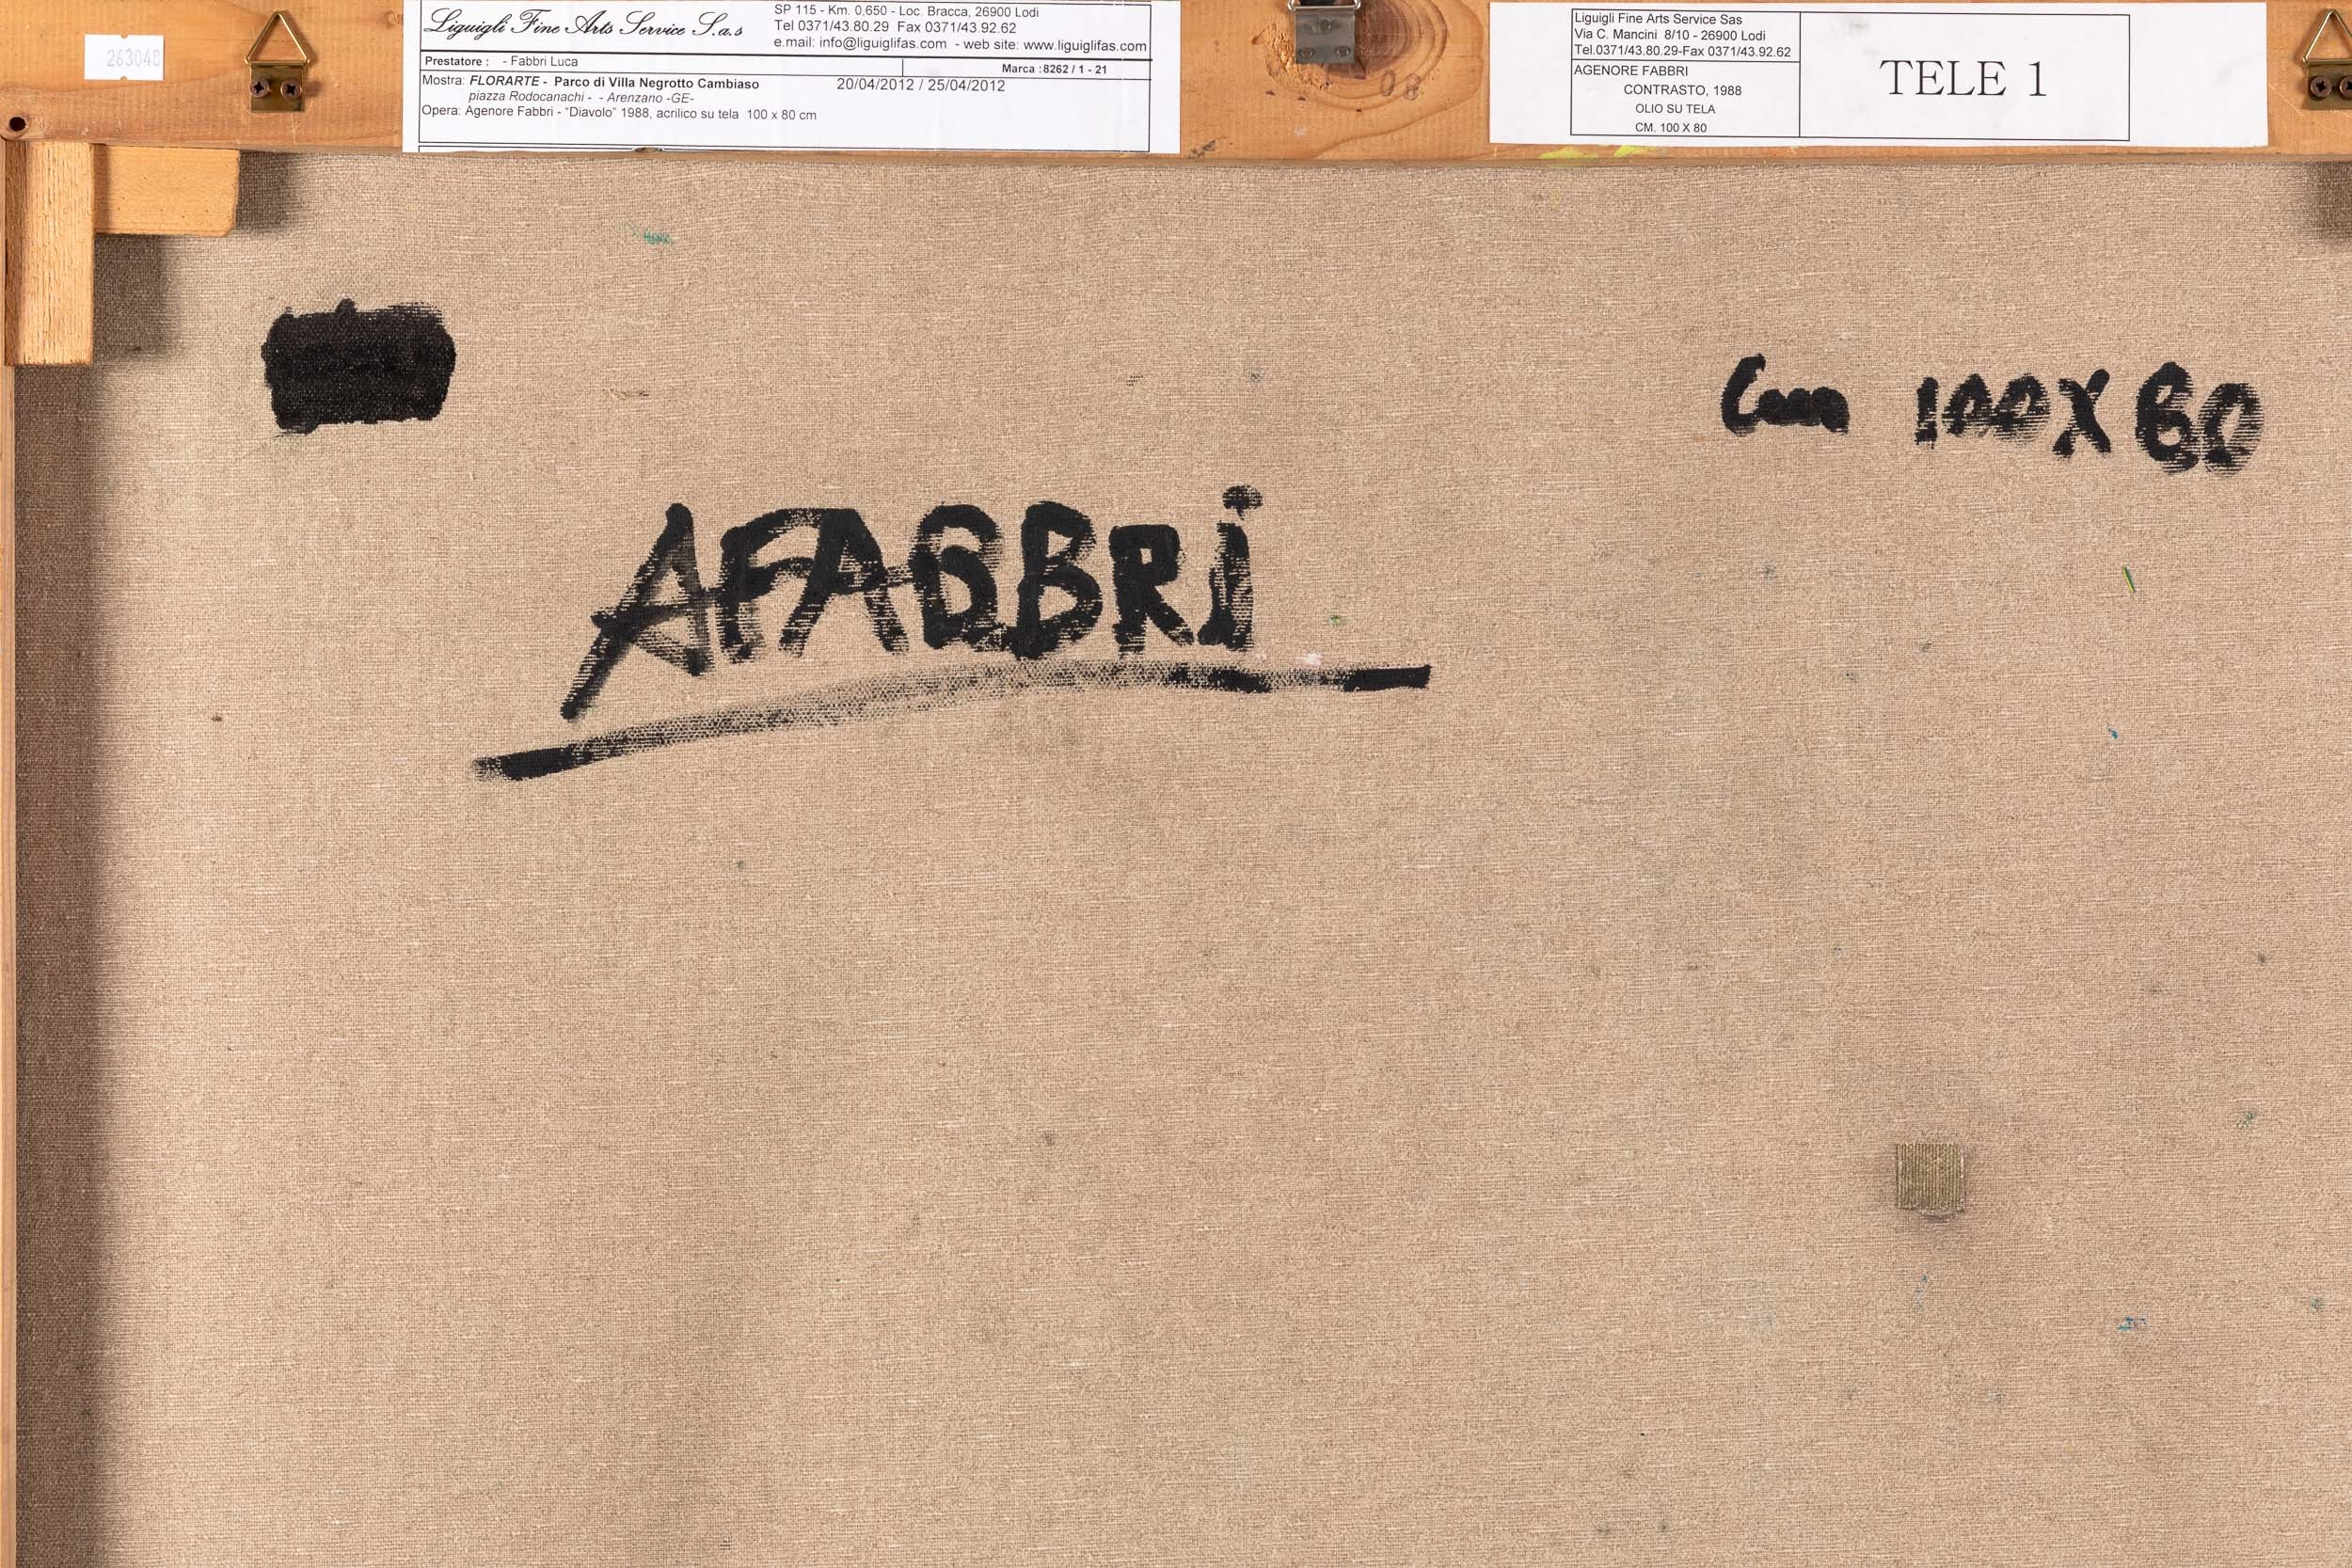 263048
Liguigli Fine Arts Service S.a.s
SP 115 - Km. 0,650 - Loc. Bracca, 26900 Lodi
Tel 0371/43.80.29 Fax 0371/43.92.62
e.mail: info@liguiglifas.com - web site: www.liguiglifas.com
Prestatore : - Fabbri Luca
Marca : 8262 / 1 - 21
Mostra: FLORARTE - Parco di Villa Negrotto Cambiaso 20/04/2012 / 25/04/2012
piazza Rodocanachi - - Arenzano -GE-
Opera: Agenore Fabbri - "Diavolo" 1988, acrilico su tela 100 x 80 cm
08
Liguigli Fine Arts Service Sas
Via C. Mancini 8/10 - 26900 Lodi
Tel.0371/43.80.29-Fax 0371/43.92.62
AGENORE FABBRI
CONTRASTO, 1988
OLIO SU TELA
CM. 100 X 80
TELE 1
Cm 100X80
AFABBRi